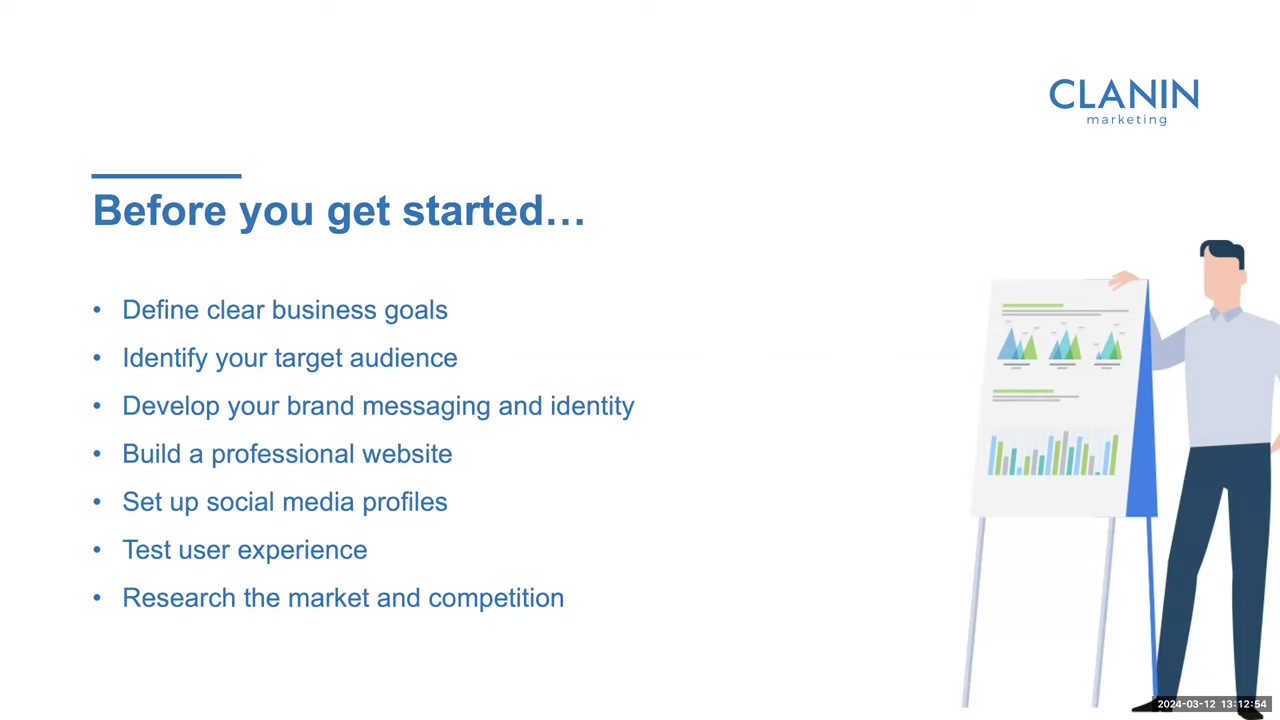 CLANIN
marketing
Before you get started…
• Define clear business goals
• Identify your target audience
• Develop your brand messaging and identity
• Build a professional website
• Set up social media profiles
• Test user experience
• Research the market and competition
2024-03-12 13:12:54